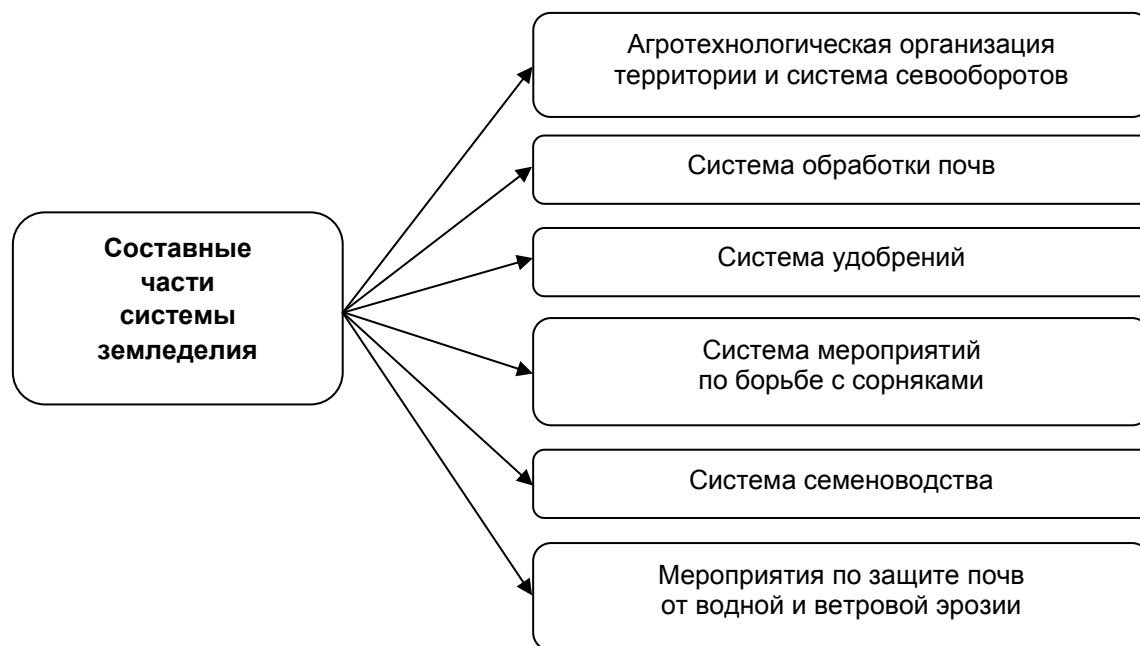 Составные
части
системы
земледелия
Агротехнологическая организация
территории и система севооборотов
Система обработки почв
Система удобрений
Система мероприятий
по борьбе с сорняками
Система семеноводства
Мероприятия по защите почв
от водной и ветровой эрозии